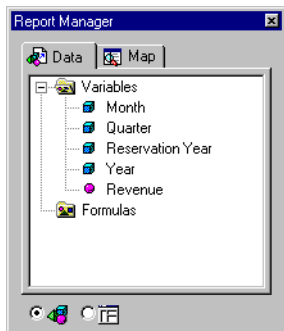 Report Manager
Data Map
Variables
Month
Quarter
Reservation Year
Year
Revenue
Formulas